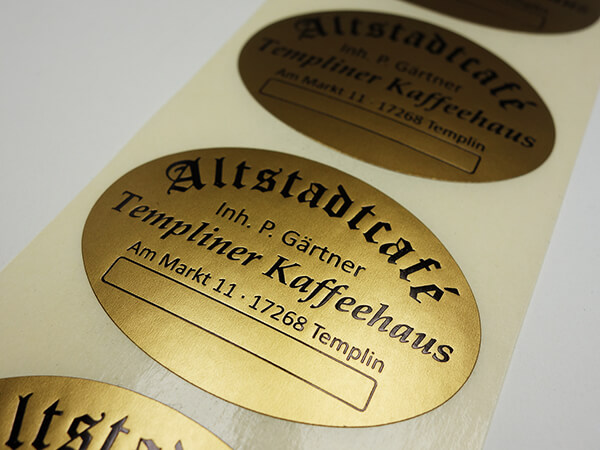 Altstadtcafé
Inh. P. Gärtner
Templiner Kaffeehaus
Am Markt 11 · 17268 Templin
Altstadtcafé
Inh. P. Gärtner
Templiner Kaffeehaus
Am Markt 11 · 17268 Templin